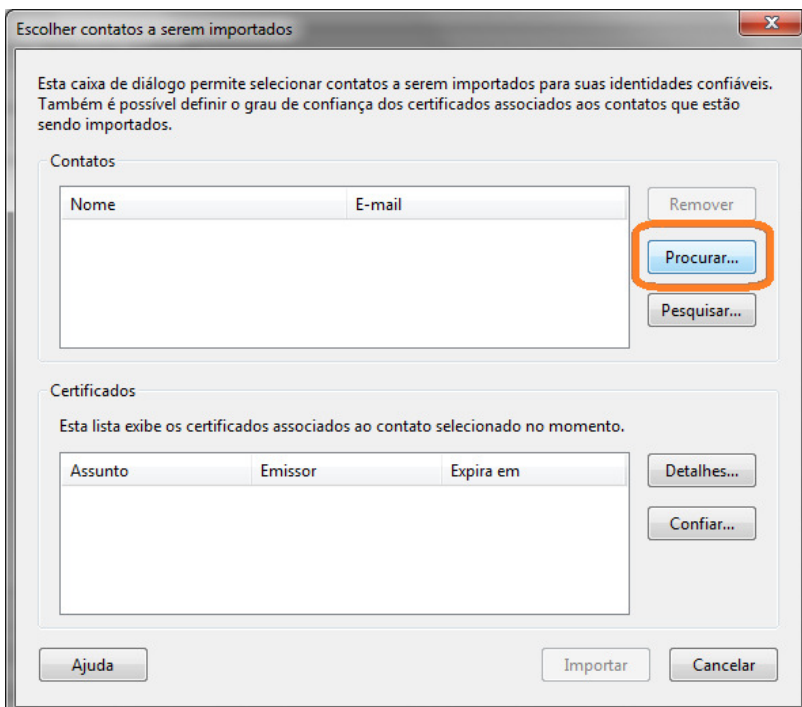 Escolher contatos a serem importados
Esta caixa de diálogo permite selecionar contatos a serem importados para suas identidades confiáveis.
Também é possível definir o grau de confiança dos certificados associados aos contatos que estão
sendo importados.
Contatos
Nome E-mail
Remover
Procurar...
Pesquisar...
Certificados
Esta lista exibe os certificados associados ao contato selecionado no momento.
Assunto Emissor Expira em
Detalhes...
Confiar...
Ajuda Importar Cancelar